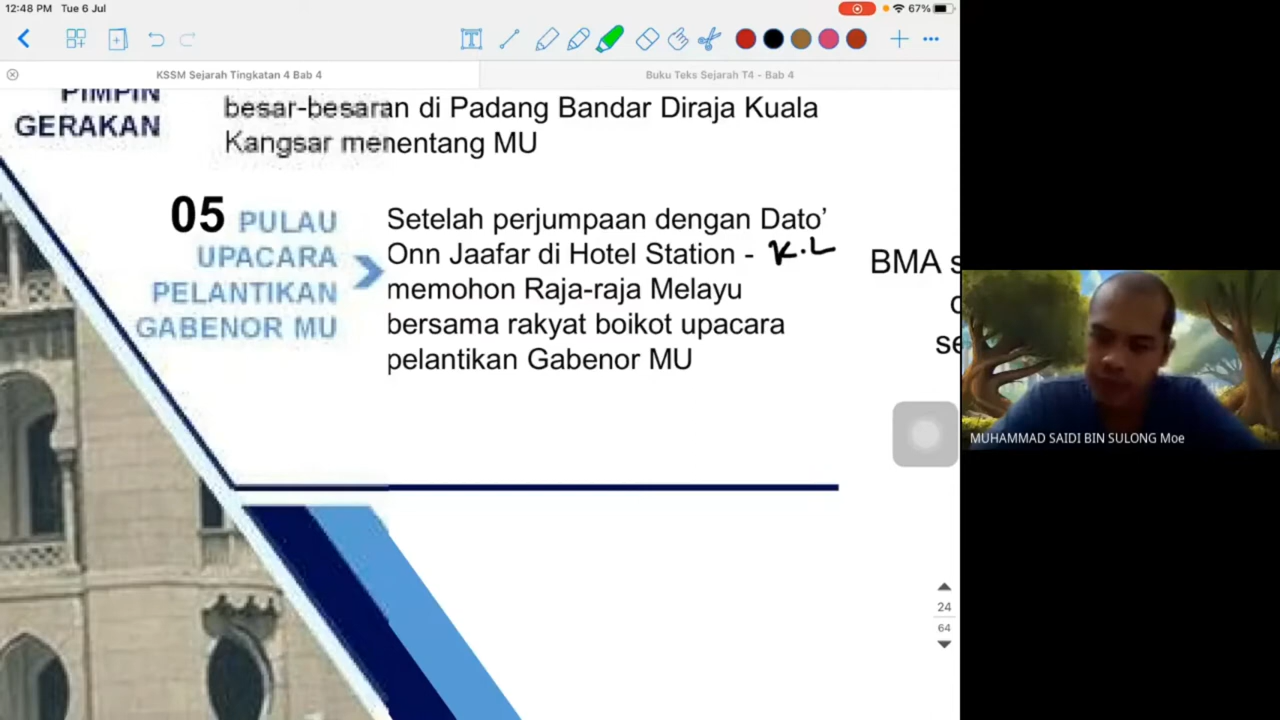 12:48 PM Tue 6 Jul
67%
KSSM Sejarah Tingkatan 4 Bab 4
Buku Teks Sejarah T4 - Bab 4
PIMPIN
GERAKAN
besar-besaran di Padang Bandar Diraja Kuala
Kangsar menentang MU
05 PULAU
UPACARA
PELANTIKAN
GABENOR MU
Setelah perjumpaan dengan Dato’
Onn Jaafar di Hotel Station - K.L
memohon Raja-raja Melayu
bersama rakyat boikot upacara
pelantikan Gabenor MU
BMA
24
64
MUHAMMAD SAIDI BIN SULONG Moe